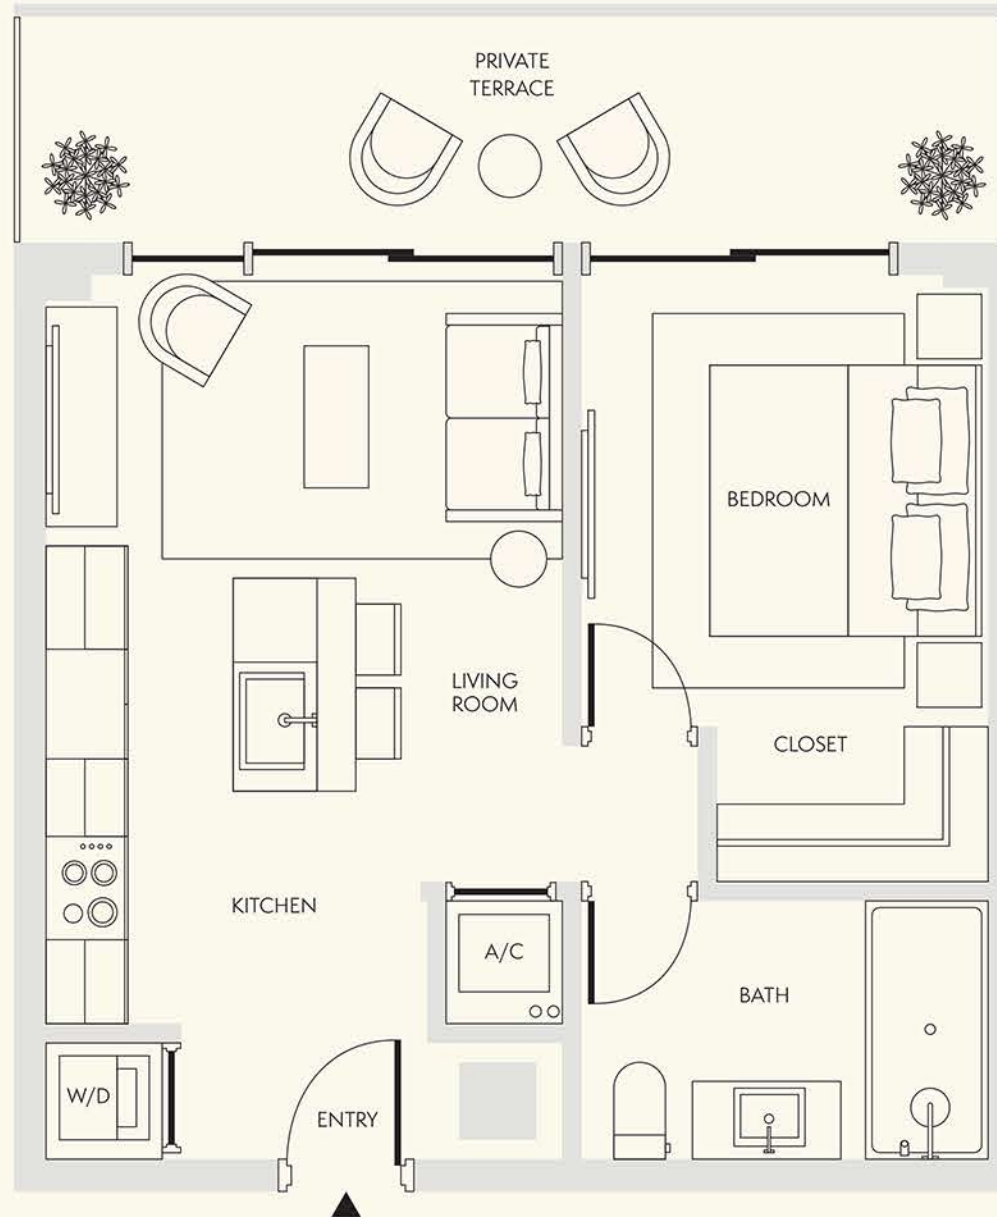 PRIVATE
TERRACE
BEDROOM
LIVING
ROOM
CLOSET
KITCHEN
A/C
BATH
W/D
ENTRY